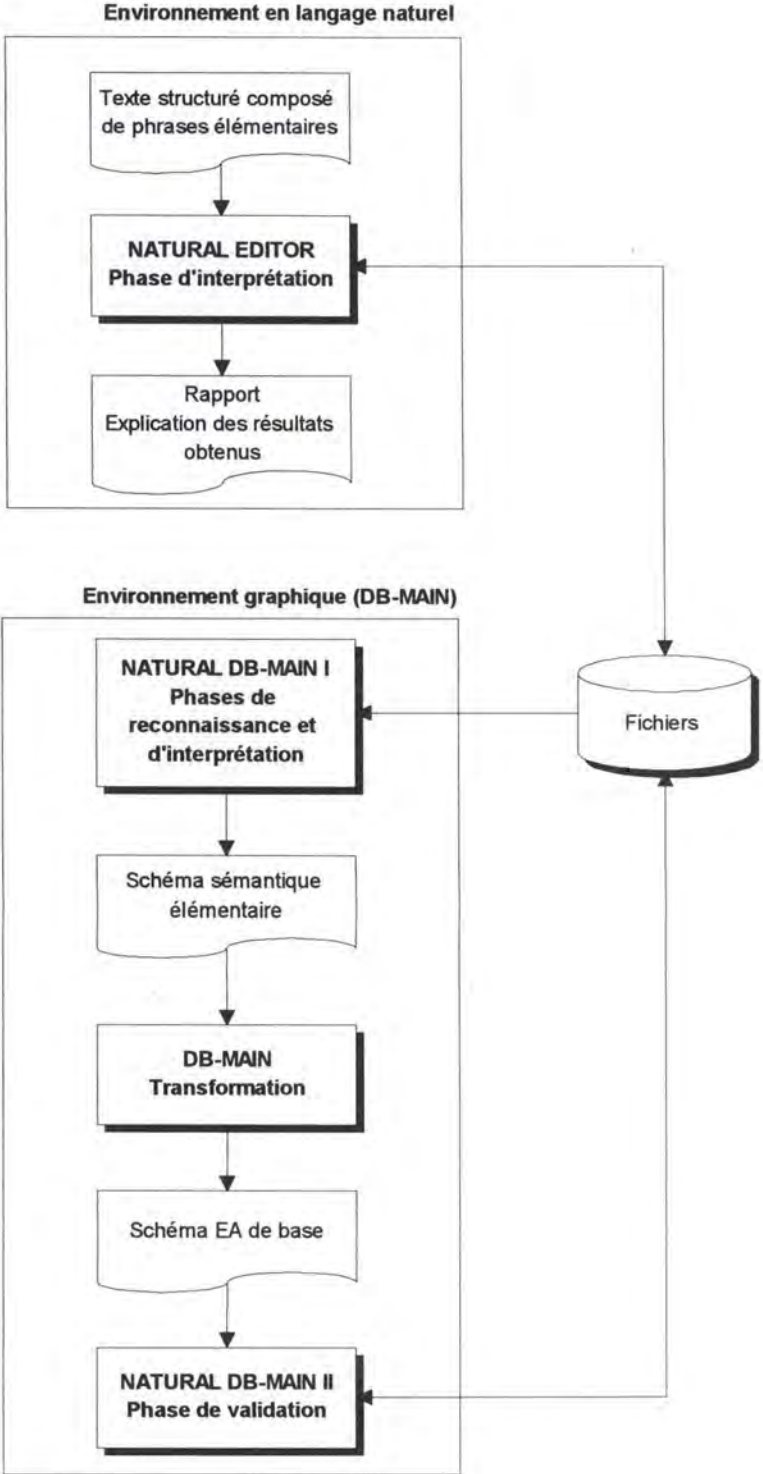 Environnement en langage naturel
Texte structuré composé
de phrases élémentaires
NATURAL EDITOR
Phase d'interprétation
Rapport
Explication des résultats
obtenus
Environnement graphique (DB-MAIN)
NATURAL DB-MAIN I
Phases de
reconnaissance et
d'interprétation
Fichiers
Schéma sémantique
élémentaire
DB-MAIN
Transformation
Schéma EA de base
NATURAL DB-MAIN II
Phase de validation